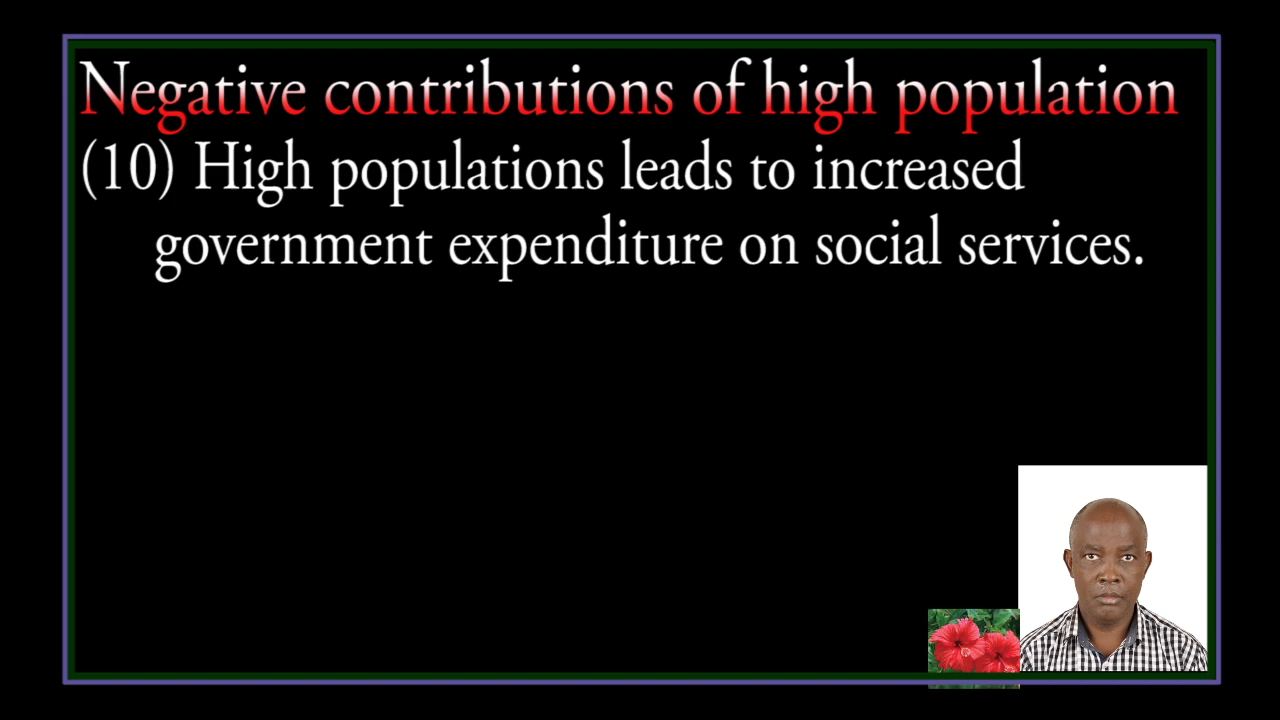 Negative contributions of high population
(10) High populations leads to increased
government expenditure on social services.